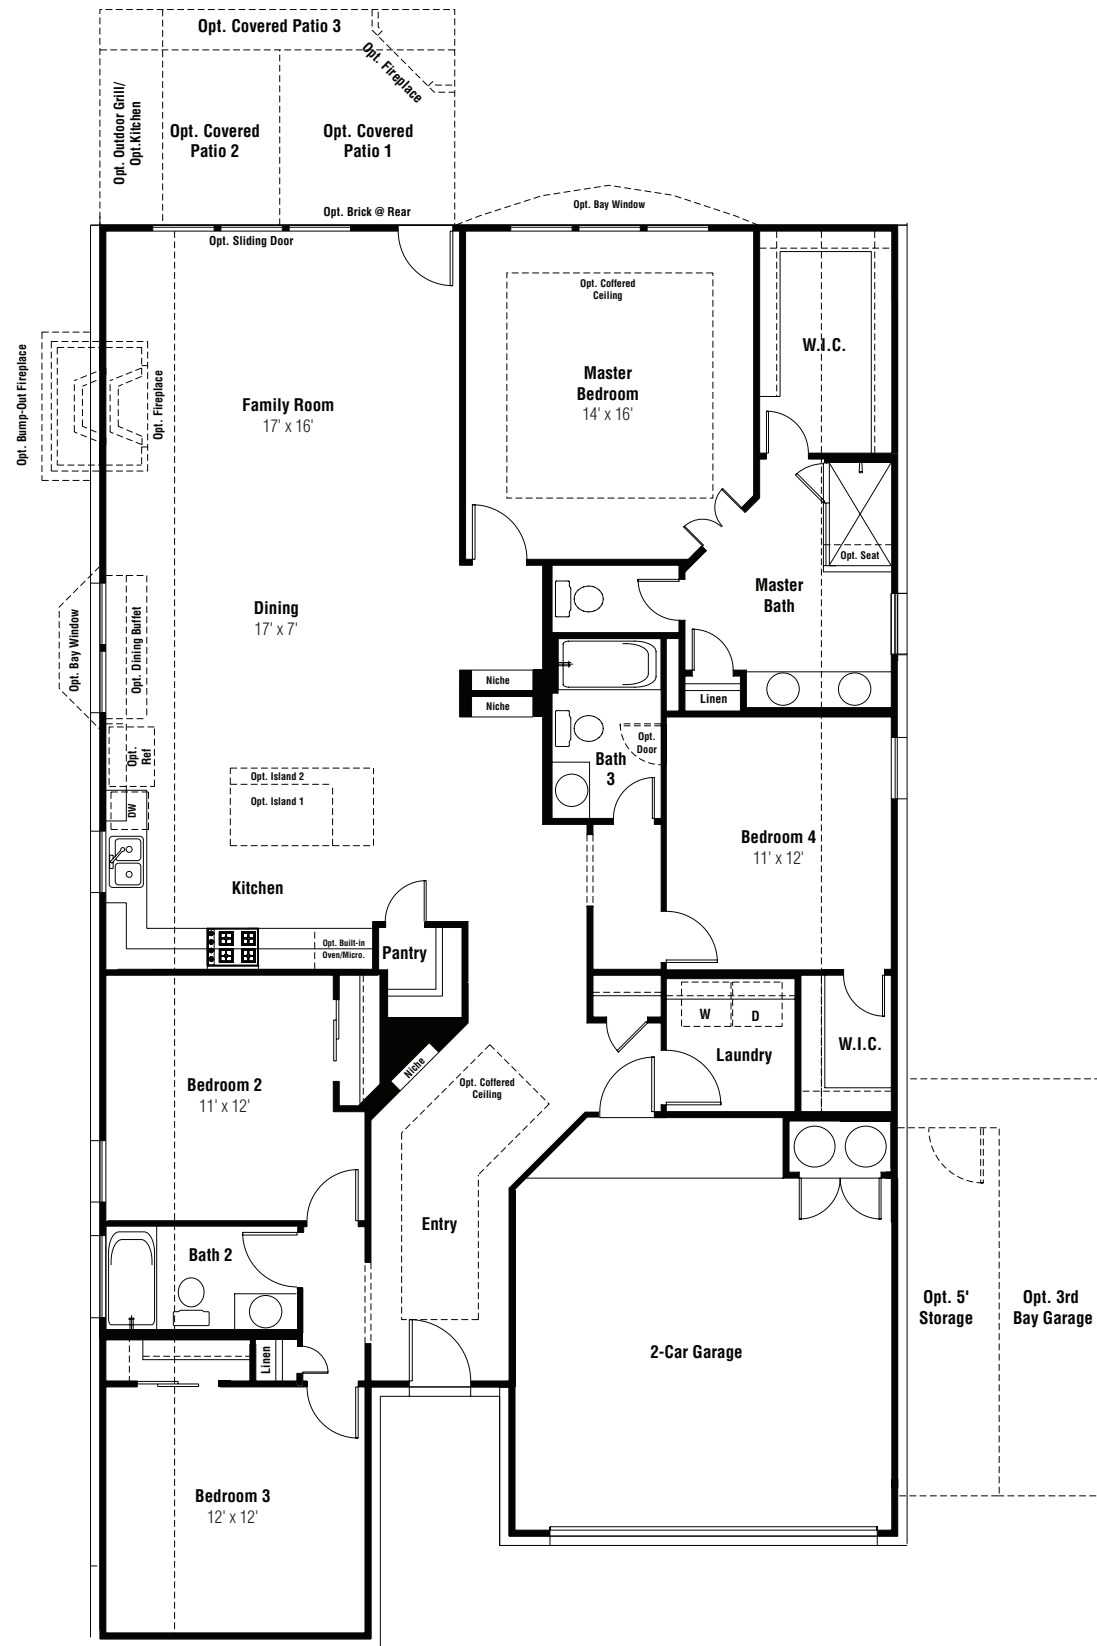 Opt. Covered Patio 3
Opt. Fireplace
Opt. Outdoor Grill/
Opt.Kitchen
Opt. Covered
Patio 2
Opt. Covered
Patio 1
Opt. Brick @ Rear
Opt. Bay Window
Opt. Sliding Door
Opt. Coffered
Ceiling
W.I.C.
Master
Bedroom
14' x 16'
Opt. Bump-Out Fireplace
Opt. Fireplace
Family Room
17' x 16'
Opt. Seat
Master
Bath
Dining
17' x 7'
Opt. Bay Window
Opt. Dining Buffet
Niche
Niche
Linen
Opt.
Door
Bath
3
Opt.
Ref
DW
Opt. Island 2
Opt. Island 1
Bedroom 4
11' x 12'
Kitchen
Opt. Built-in
Oven/Micro.
Pantry
W
D
Laundry
W.I.C.
Niche
Opt. Coffered
Ceiling
Bedroom 2
11' x 12'
Entry
Bath 2
Linen
2-Car Garage
Opt. 5'
Storage
Opt. 3rd
Bay Garage
Bedroom 3
12' x 12'